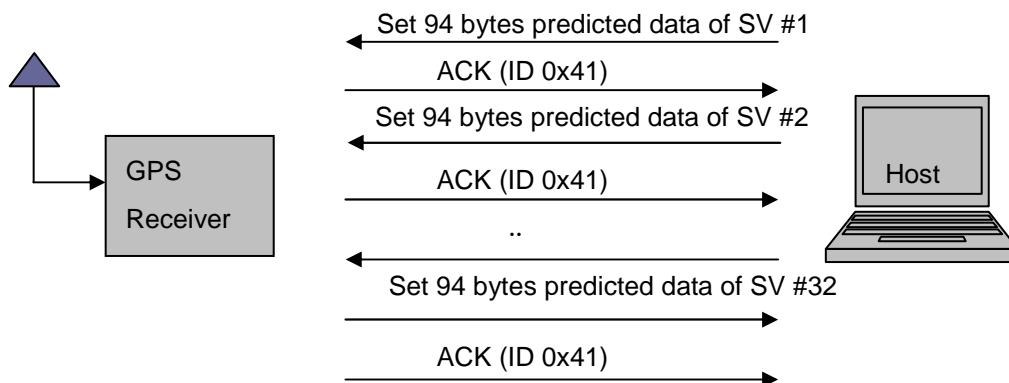 Set 94 bytes predicted data of SV #1
ACK (ID 0x41)
Set 94 bytes predicted data of SV #2
GPS
Receiver
ACK (ID 0x41)
Host
..
Set 94 bytes predicted data of SV #32
ACK (ID 0x41)